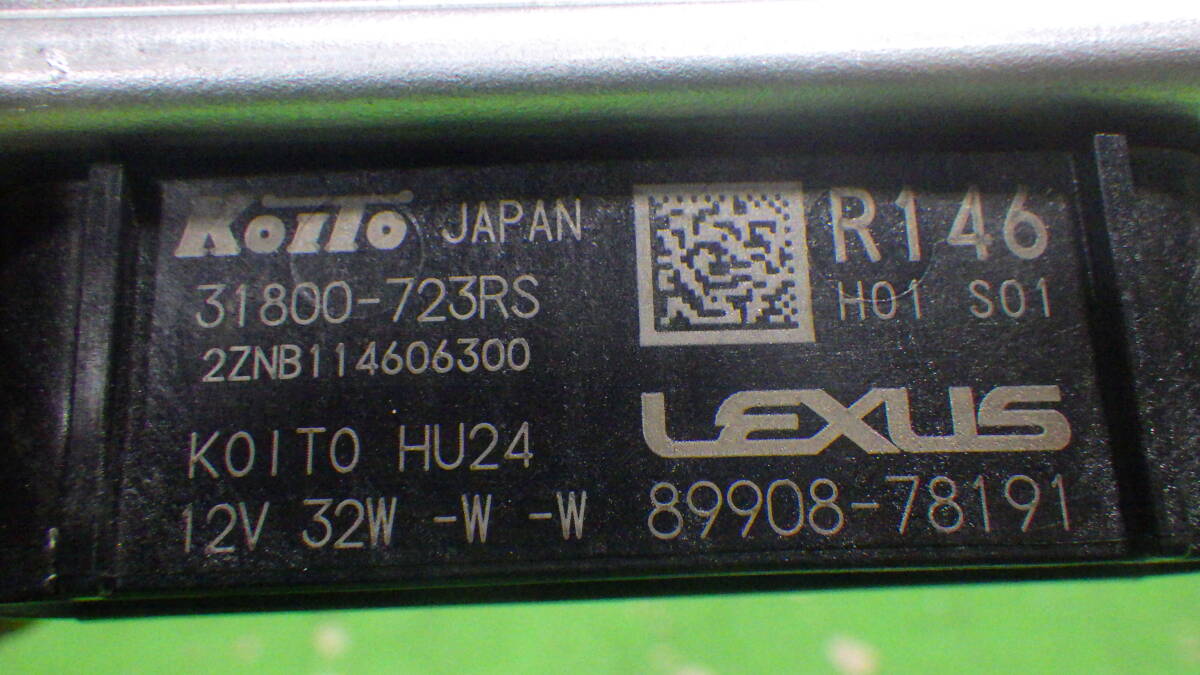 KoiTo JAPAN
31800-723RS
2ZNB114606300
KOITO HU24
12V 32W -W -W
R146
H01 S01
LEXUS
89908-78191